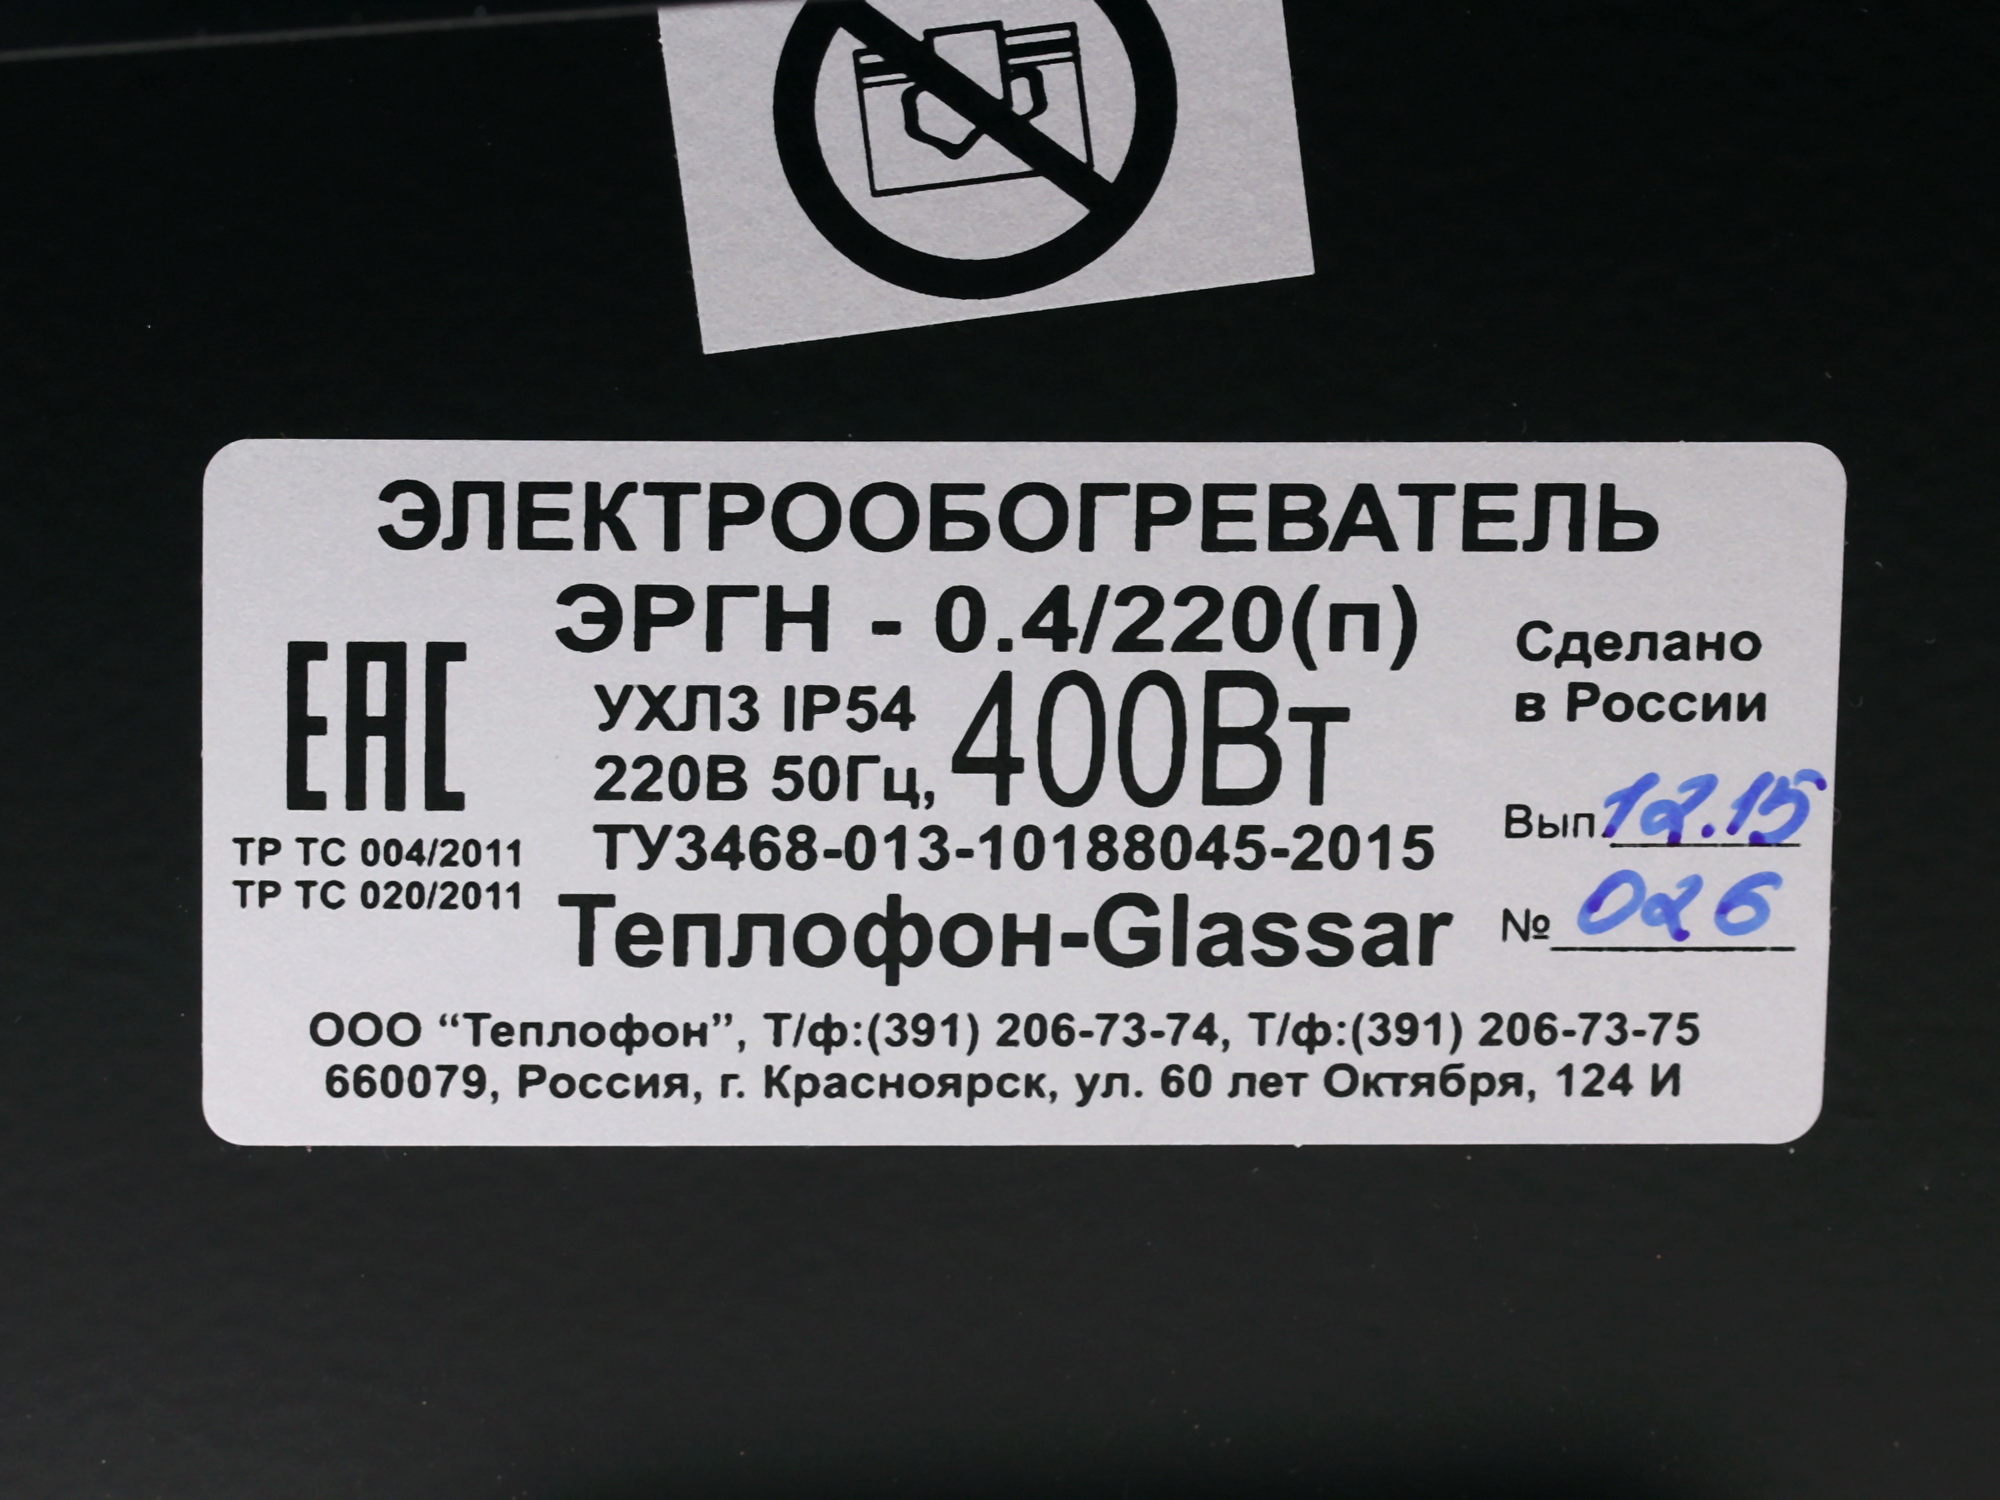 ЭЛЕКТРООБОГРЕВАТЕЛЬ
ЭРГН - 0.4/220(п)
EAC
УХЛ3 IP54
220В 50Гц, 400Вт
Сделано
в России
Вып.12.15
ТР ТС 004/2011
ТР ТС 020/2011
ТУ3468-013-10188045-2015
Теплофон-Glassar
№ 026
ООО “Теплофон”, Т/ф:(391) 206-73-74, Т/ф:(391) 206-73-75
660079, Россия, г. Красноярск, ул. 60 лет Октября, 124 И